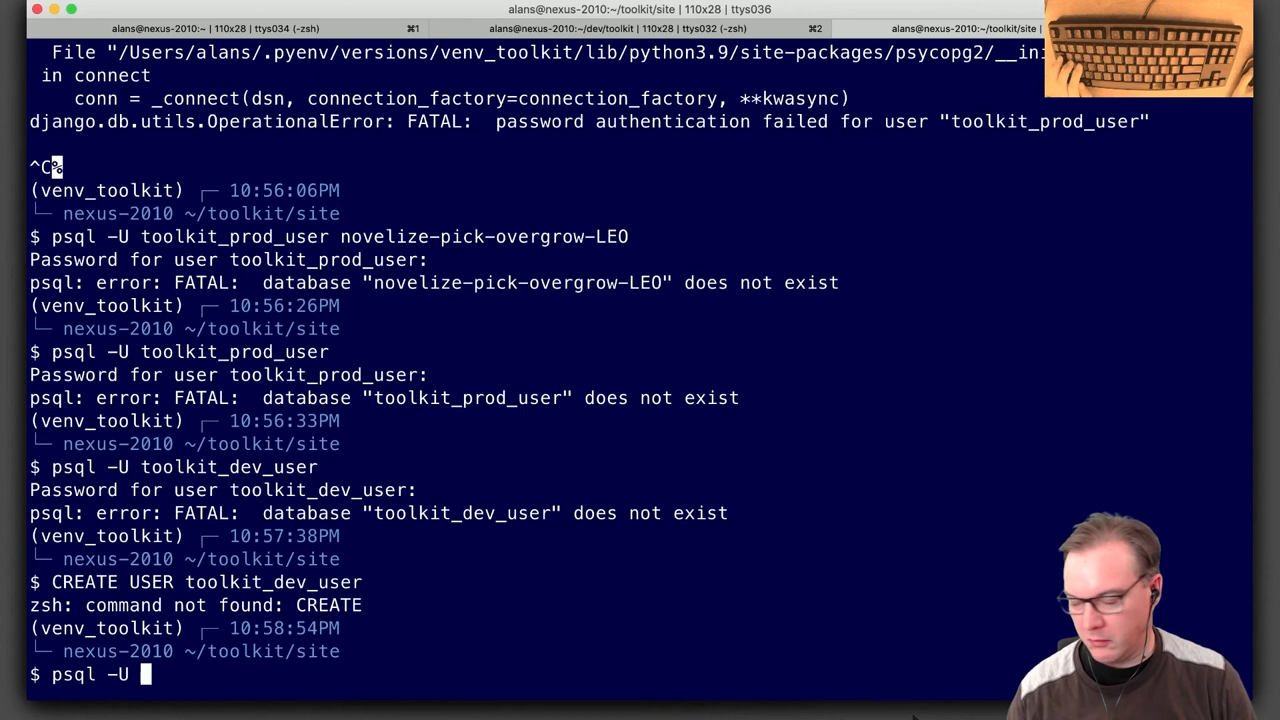 alans@nexus-2010:~/toolkit/site | 110x28 | ttys036
alans@nexus-2010:~ | 110x28 | ttys034 (-zsh) ⌘1 alans@nexus-2010:~/dev/toolkit | 110x28 | ttys032 (-zsh) ⌘2 alans@nexus-2010:~/toolkit/site
  File "/Users/alans/.pyenv/versions/venv_toolkit/lib/python3.9/site-packages/psycopg2/__ini
 in connect
    conn = _connect(dsn, connection_factory=connection_factory, **kwasync)
django.db.utils.OperationalError: FATAL:  password authentication failed for user "toolkit_prod_user"
^C%
(venv_toolkit) ┌─ 10:56:06PM
└─ nexus-2010 ~/toolkit/site
$ psql -U toolkit_prod_user novelize-pick-overgrow-LEO
Password for user toolkit_prod_user:
psql: error: FATAL:  database "novelize-pick-overgrow-LEO" does not exist
(venv_toolkit) ┌─ 10:56:26PM
└─ nexus-2010 ~/toolkit/site
$ psql -U toolkit_prod_user
Password for user toolkit_prod_user:
psql: error: FATAL:  database "toolkit_prod_user" does not exist
(venv_toolkit) ┌─ 10:56:33PM
└─ nexus-2010 ~/toolkit/site
$ psql -U toolkit_dev_user
Password for user toolkit_dev_user:
psql: error: FATAL:  database "toolkit_dev_user" does not exist
(venv_toolkit) ┌─ 10:57:38PM
└─ nexus-2010 ~/toolkit/site
$ CREATE USER toolkit_dev_user
zsh: command not found: CREATE
(venv_toolkit) ┌─ 10:58:54PM
└─ nexus-2010 ~/toolkit/site
$ psql -U